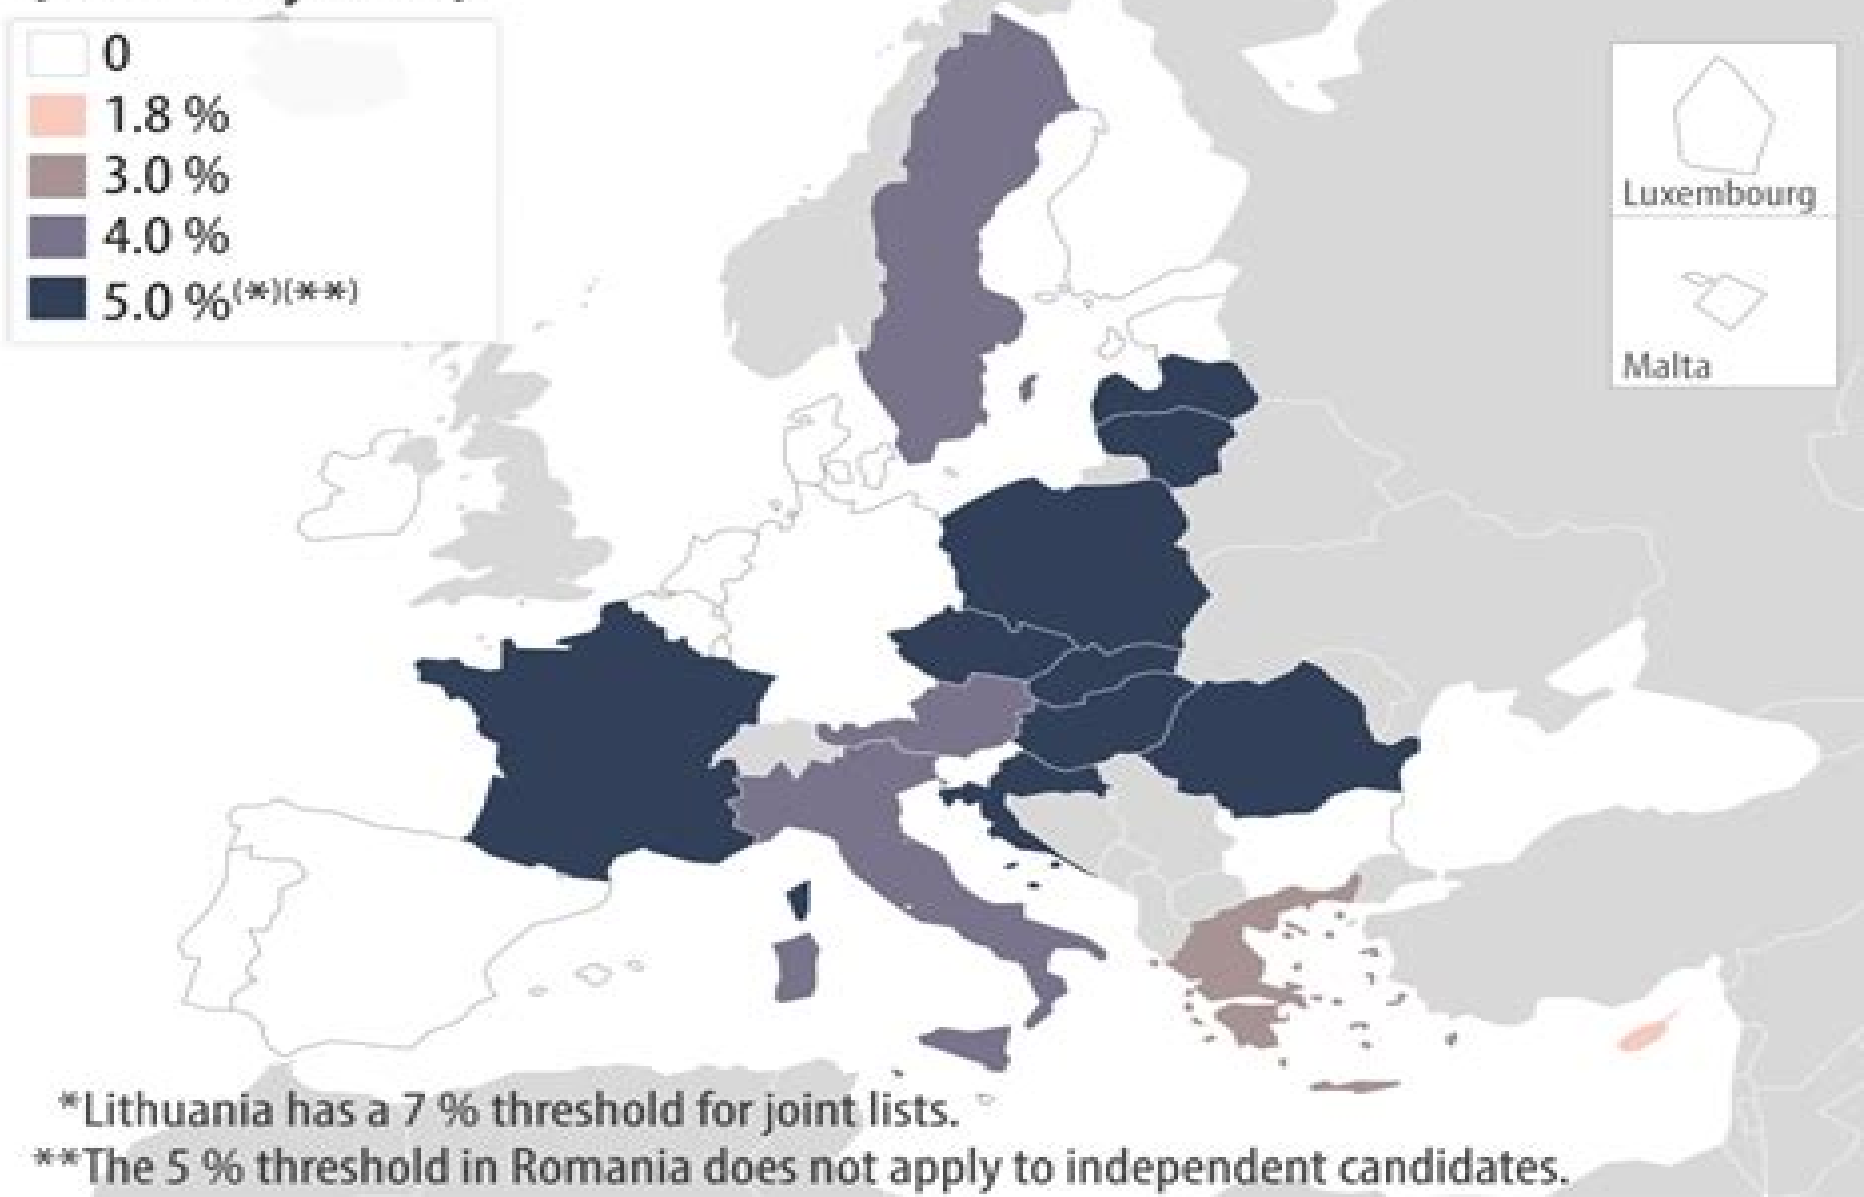 0
1.8 %
3.0 %
4.0 %
5.0 %(*)(**)
Luxembourg
Malta
*Lithuania has a 7 % threshold for joint lists.
**The 5 % threshold in Romania does not apply to independent candidates.